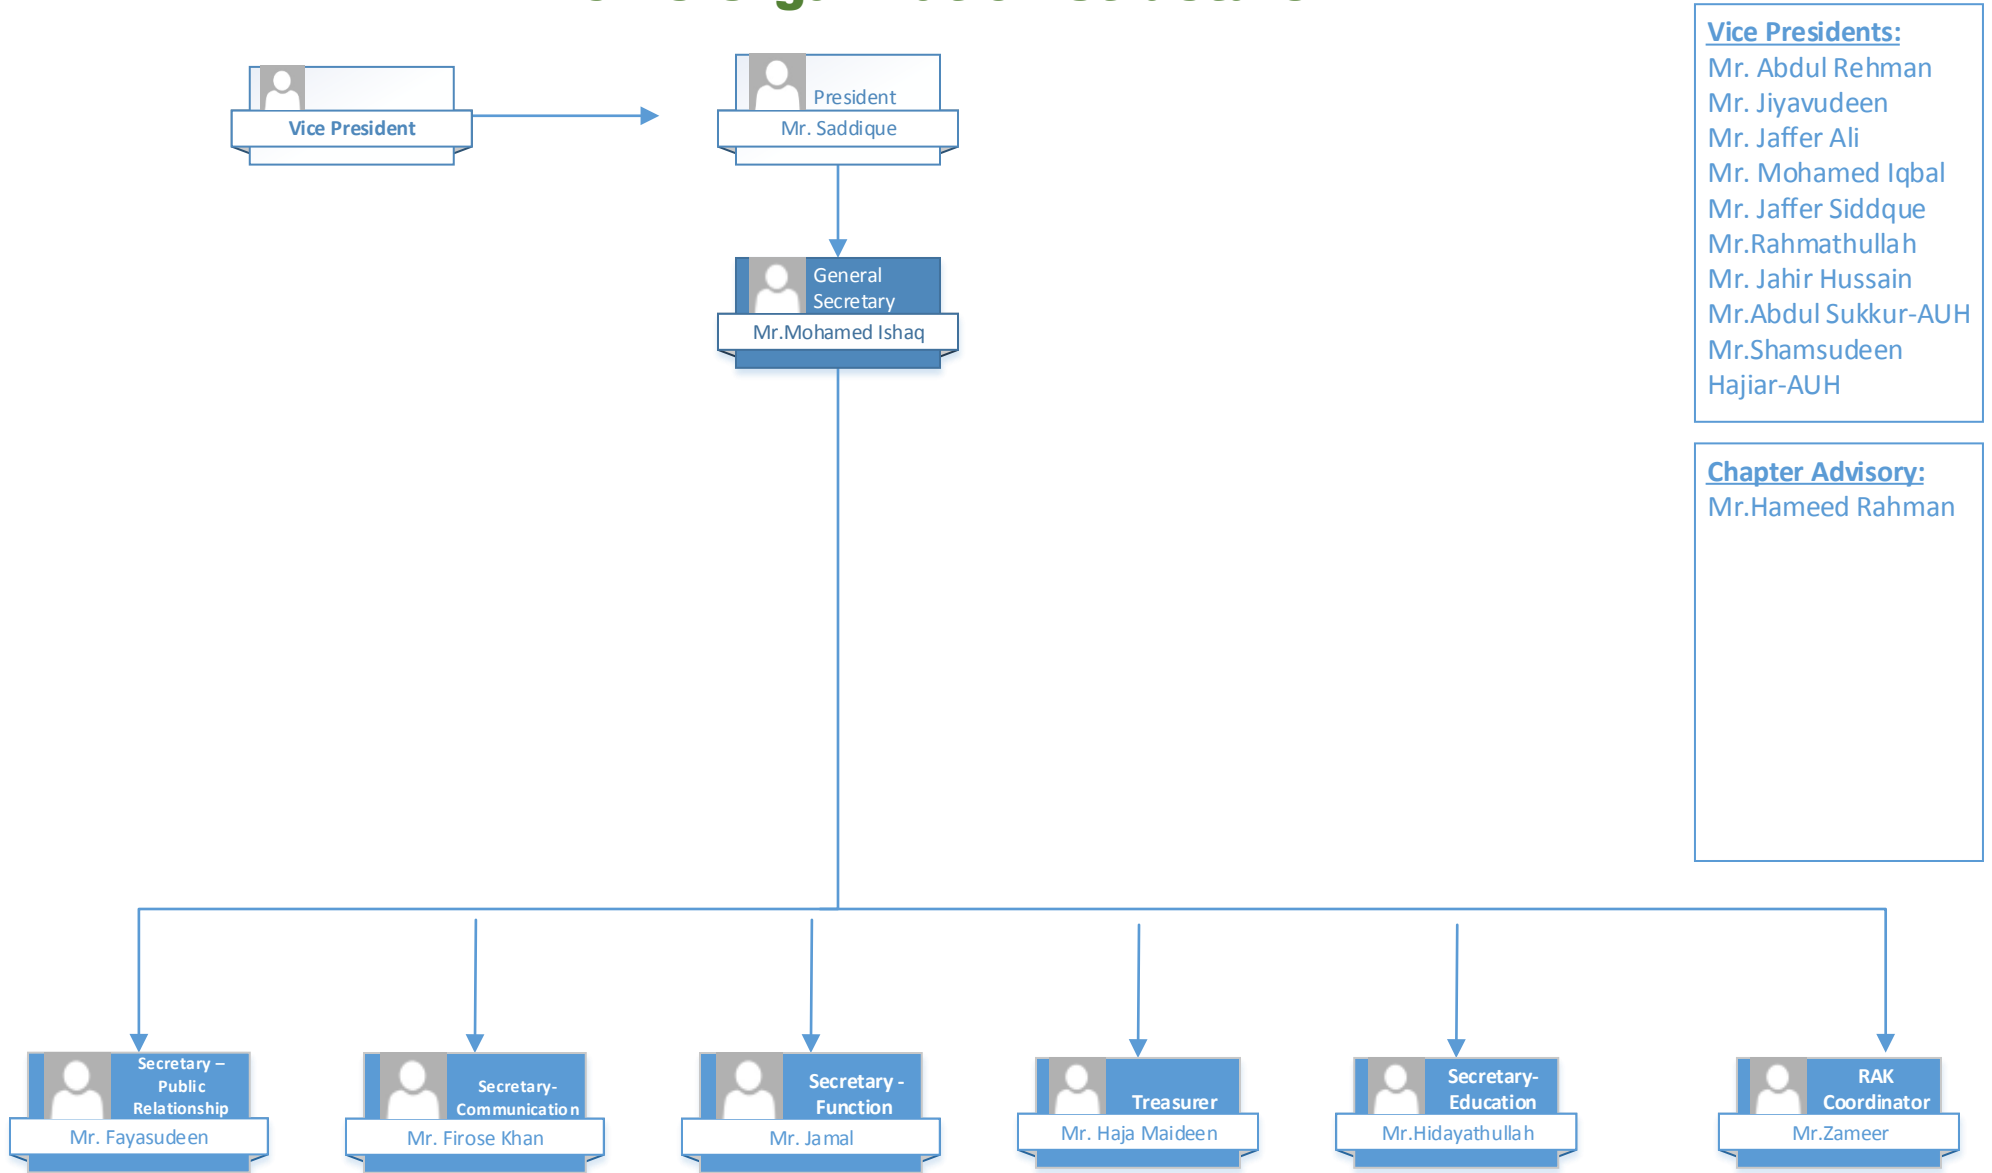 President
Vice President
Mr. Saddique
General
Secretary
Mr.Mohamed Ishaq
Vice Presidents:
Mr. Abdul Rehman
Mr. Jiyavudeen
Mr. Jaffer Ali
Mr. Mohamed Iqbal
Mr. Jaffer Siddque
Mr.Rahmathullah
Mr. Jahir Hussain
Mr.Abdul Sukkur-AUH
Mr.Shamsudeen
Hajiar-AUH
Chapter Advisory:
Mr.Hameed Rahman
Secretary –
Public
Relationship
Mr. Fayasudeen
Secretary-
Communication
Mr. Firose Khan
Secretary -
Function
Mr. Jamal
Treasurer
Mr. Haja Maideen
Secretary-
Education
Mr.Hidayathullah
RAK
Coordinator
Mr.Zameer